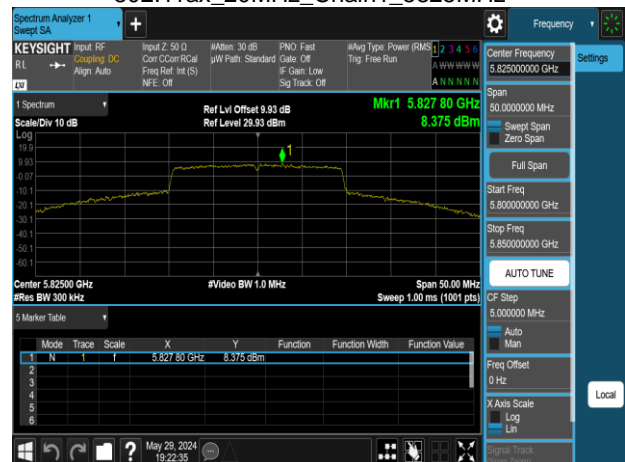 Spectrum Analyzer 1
Swept SA
+
Frequency
KEYSIGHT
RL
Align: Auto
Input: RF
Coupling: DC
Input Z: 50 Ω
Corr CCorr RCal
Freq Ref: Int (S)
NFE: Off
#Atten: 30 dB
µW Path: Standard
PNO: Fast
Gate: Off
IF Gain: Low
Sig Track: Off
#Avg Type: Power (RMS
Trig: Free Run
1 2 3 4 5 6
A WWWWW
A N N N N N
LXI
1 Spectrum
Scale/Div 10 dB
Ref Lvl Offset 9.93 dB
Ref Level 29.93 dBm
Mkr1 5.827 80 GHz
8.375 dBm
Log
19.9
9.93
-0.07
-10.1
-20.1
-30.1
-40.1
-50.1
-60.1
1
Center 5.82500 GHz
#Res BW 300 kHz
#Video BW 1.0 MHz
Span 50.00 MHz
Sweep 1.00 ms (1001 pts)
5 Marker Table
Mode Trace Scale X Y Function Function Width Function Value
1 N 1 f 5.827 80 GHz 8.375 dBm
2
3
4
5
6
Center Frequency
5.825000000 GHz
Settings
Span
50.0000000 MHz
Swept Span
Zero Span
Full Span
Start Freq
5.800000000 GHz
Stop Freq
5.850000000 GHz
AUTO TUNE
CF Step
5.000000 MHz
Auto
Man
Freq Offset
0 Hz
X Axis Scale
Log
Lin
Local
Signal Track
May 29, 2024
19:22:35
?